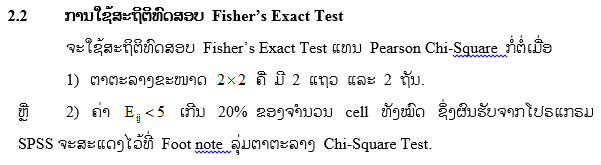 2.2 ການໃຊ້ສະຖິຕິທົດສອບ Fisher's Exact Test
ຈະໃຊ້ສະຖິຕິທົດສອບ Fisher's Exact Test ແທນ Pearson Chi-Square ກໍ່ຕໍ່ເມື່ອ
1) ຕາຕະລາງຂະໜາດ 2×2 ຄື ມີ 2 ແຖວ ແລະ 2 ຖັນ.
ຫຼື 2) ຄ່າ E_ij < 5 ເກີນ 20% ຂອງຈຳນວນ cell ທັງໝົດ ຊຶ່ງຜົນຮັບຈາກໂປຣແກຣມ
SPSS ຈະສະແດງໄວ້ທີ່ Foot note ລຸ່ມຕາຕະລາງ Chi-Square Test.